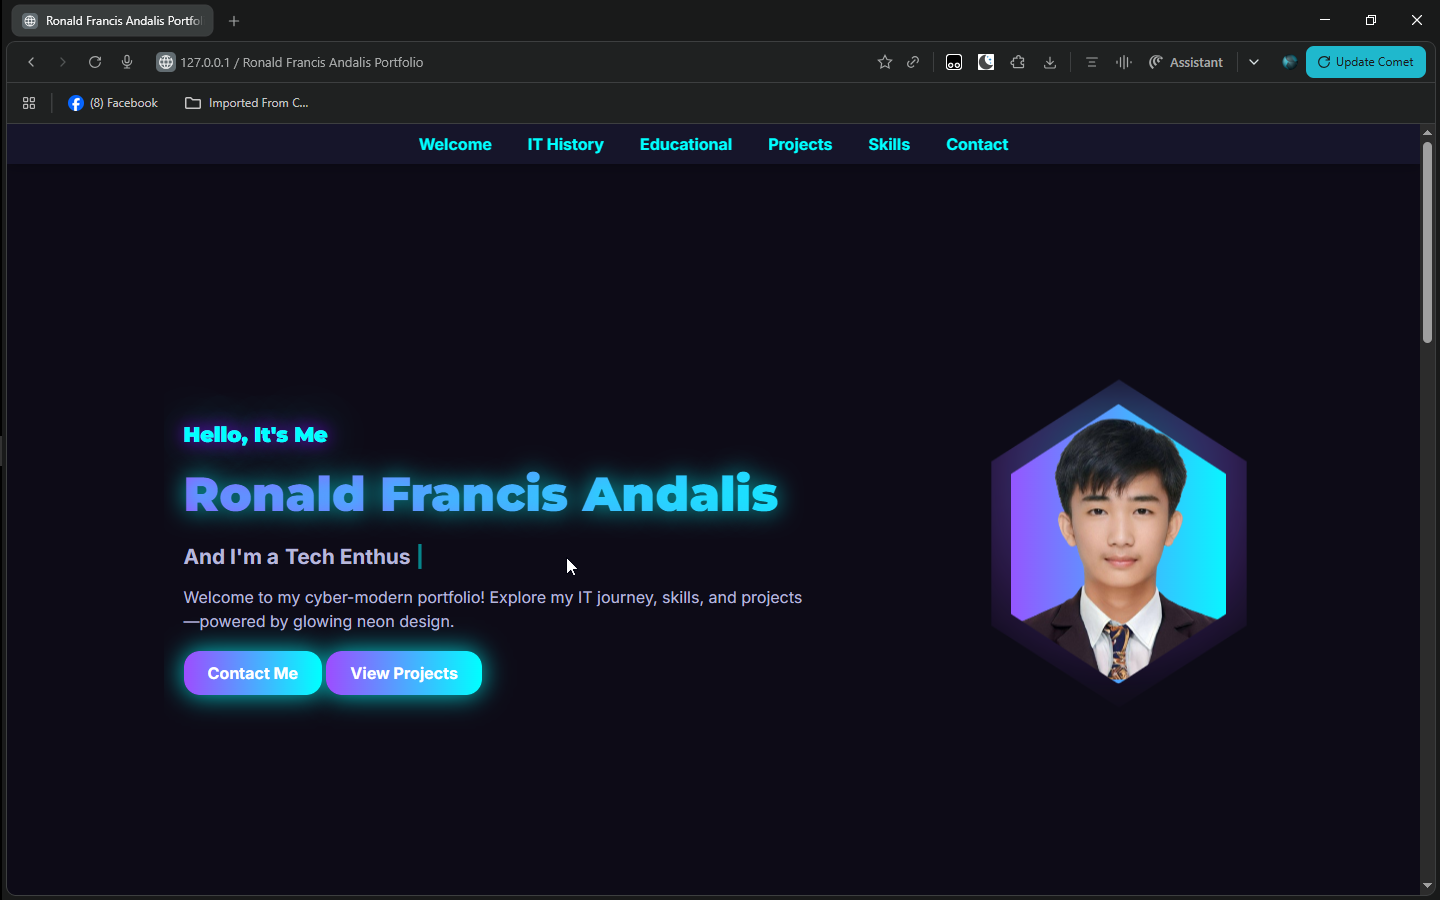 Ronald Francis Andalis Portfo
127.0.0.1 / Ronald Francis Andalis Portfolio
Assistant
Update Comet
(8) Facebook
Imported From C...
Welcome
IT History
Educational
Projects
Skills
Contact
Hello, It's Me
Ronald Francis Andalis
And I'm a Tech Enthus
Welcome to my cyber-modern portfolio! Explore my IT journey, skills, and projects
—powered by glowing neon design.
Contact Me
View Projects